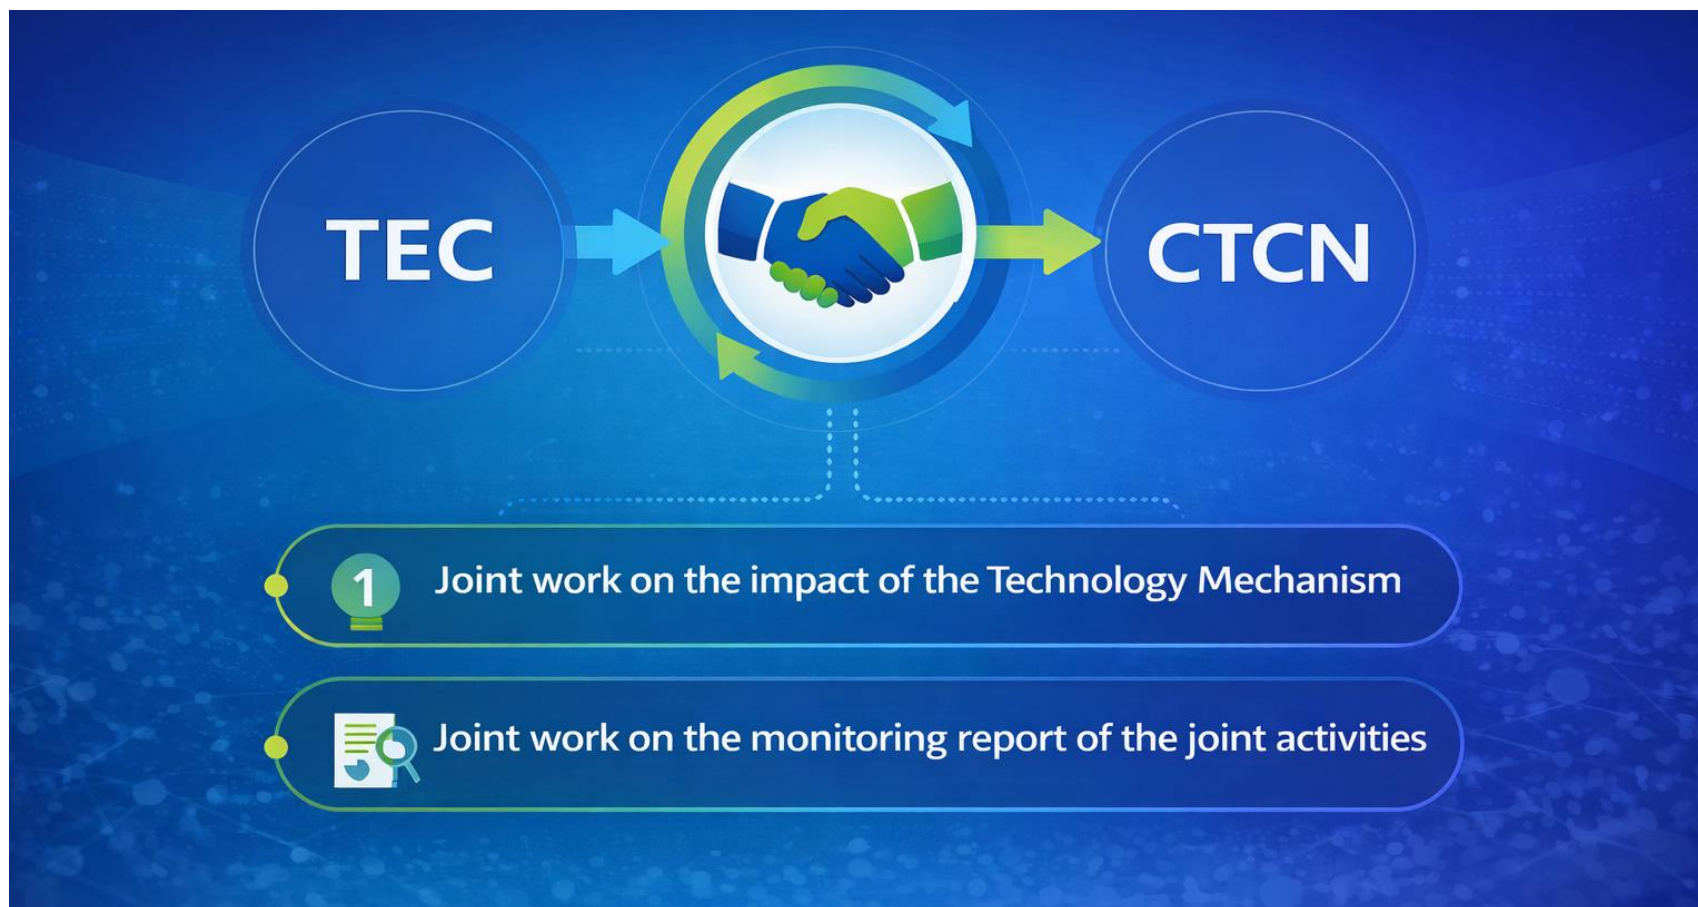 TEC
CTCN
1
Joint work on the impact of the Technology Mechanism
Joint work on the monitoring report of the joint activities